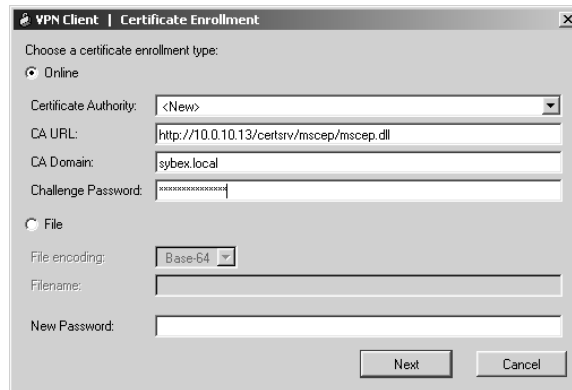 VPN Client | Certificate Enrollment
Choose a certificate enrollment type:
Online
Certificate Authority: <New>
CA URL: http://10.0.10.13/certsrv/mscep/mscep.dll
CA Domain: sybex.local
Challenge Password: ***************
File
File encoding: Base-64
Filename:
New Password:
Next Cancel